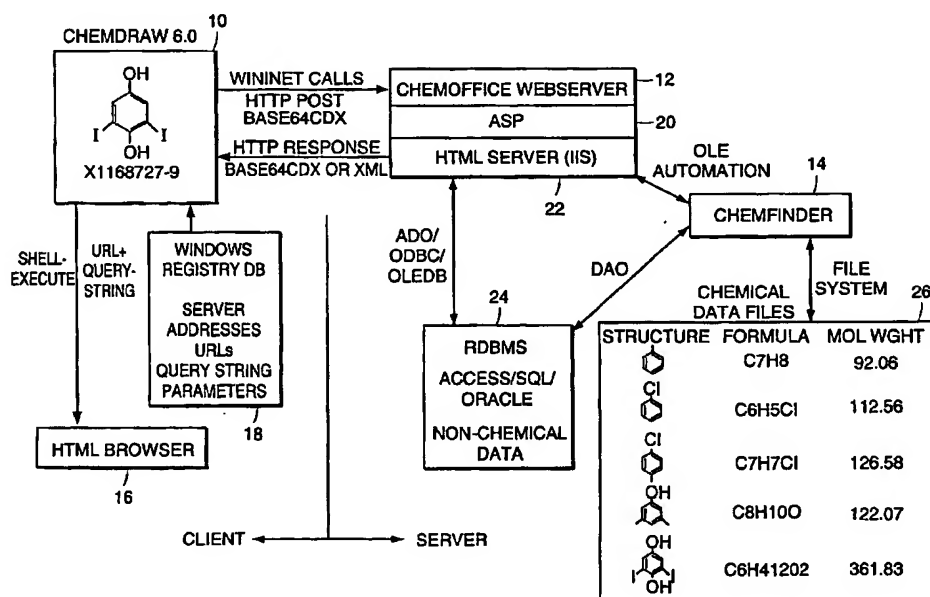 CHEMDRAW 6.0
10
OH
I I
OH
X1168727-9
WININET CALLS
HTTP POST
BASE64CDX
HTTP RESPONSE
BASE64CDX OR XML
CHEMOFFICE WEBSERVER
12
ASP
20
HTML SERVER (IIS)
22
OLE
AUTOMATION
14
CHEMFINDER
SHELL-
EXECUTE
URL+
QUERY-
STRING
WINDOWS
REGISTRY DB
SERVER
ADDRESSES
URLs
QUERY STRING
PARAMETERS
18
HTML BROWSER
16
ADO/
ODBC/
OLEDB
DAO
24
RDBMS
ACCESS/SQL/
ORACLE
NON-CHEMICAL
DATA
FILE
SYSTEM
CHEMICAL
DATA FILES
26
STRUCTURE FORMULA MOL WGHT
C7H8 92.06
Cl
C6H5Cl 112.56
Cl
C7H7Cl 126.58
OH
C8H10O 122.07
OH
I I
OH
C6H41202 361.83
CLIENT
SERVER